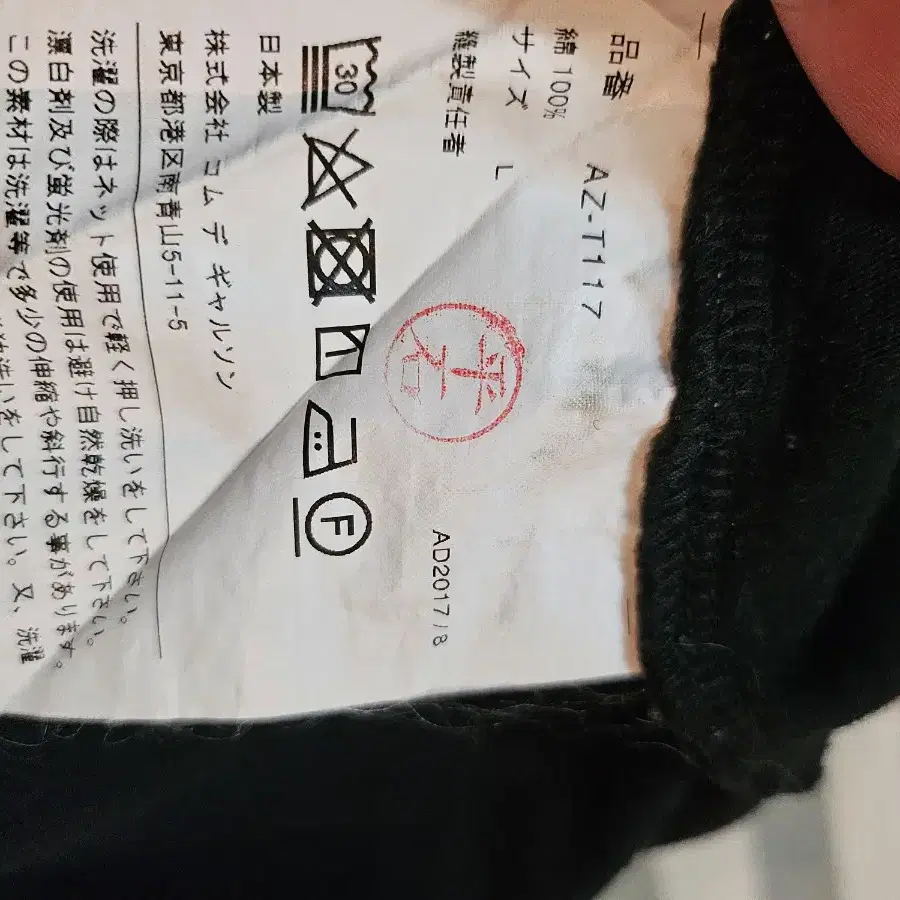 品番 AZ-T117
綿 100%
サイズ L
縫製責任者 平石
AD2017 / 8
30
F
日本製
株式会社 コム デ ギャルソン
東京都港区南青山5-11-5
洗濯の際はネット使用で軽く押し洗いをして下さい。
漂白剤及び蛍光剤の使用は避け自然乾燥をして下さい。
この素材は洗濯等で多少の伸縮や斜行する事があります。
洗いをして下さい。又、洗濯